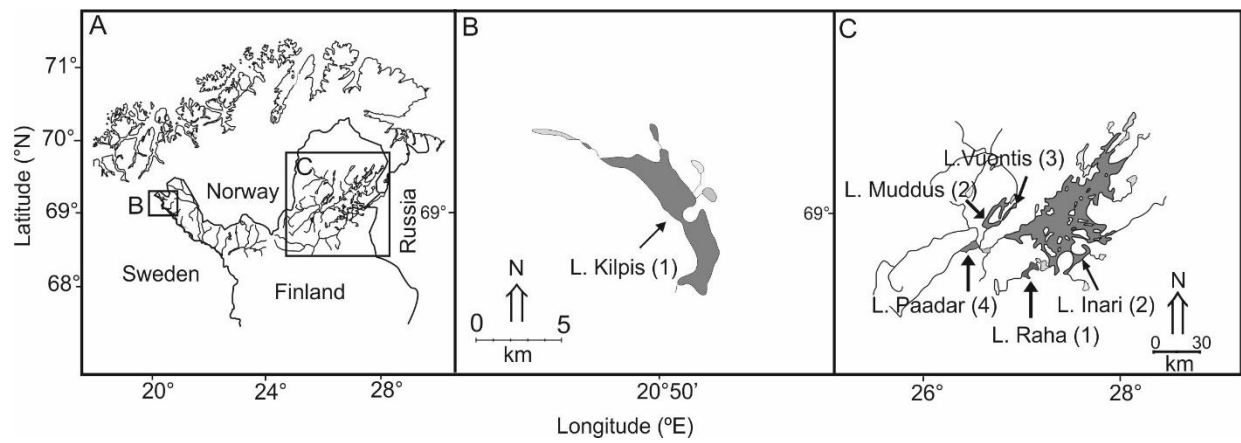 A
B
C
71°
70°
69°
68°
Latitude (°N)
C
B
Norway
Russia
Sweden
Finland
20°
24°
28°
69°
L. Kilpis (1)
N
0 5
km
20°50'
Longitude (ºE)
69°
L.Vuontis (3)
L. Muddus (2)
L. Paadar (4)
L. Inari (2)
L. Raha (1)
N
0 30
km
26°
28°